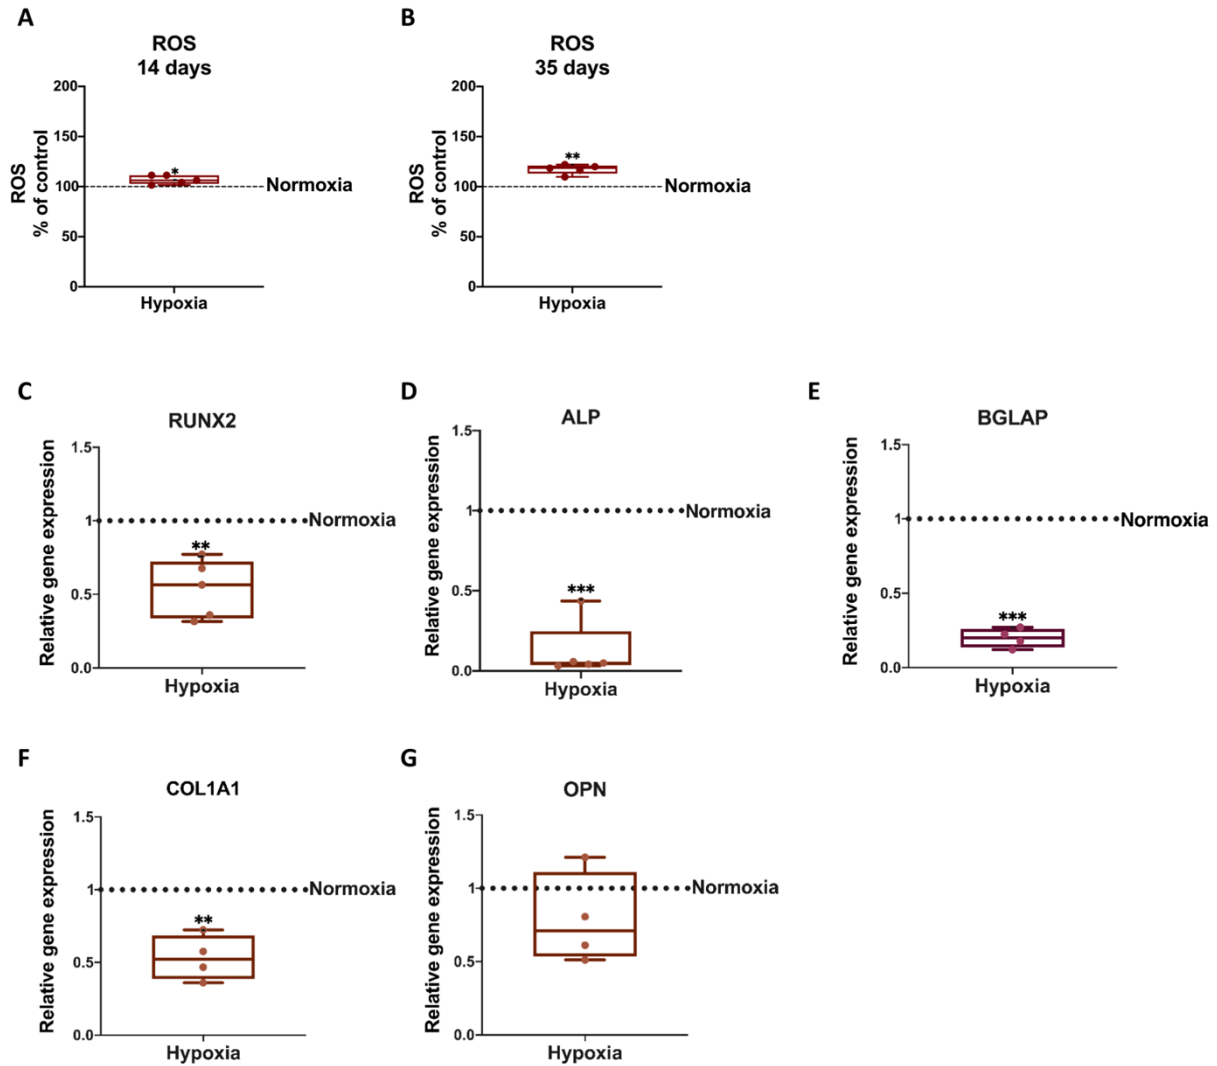 A
ROS
14 days
ROS
% of control
200
150
100
50
0
*
Normoxia
Hypoxia
B
ROS
35 days
ROS
% of control
200
150
100
50
0
**
Normoxia
Hypoxia
C
RUNX2
Relative gene expression
1.5
1
0.5
0.0
**
Normoxia
Hypoxia
D
ALP
Relative gene expression
1.5
1
0.5
0.0
***
Normoxia
Hypoxia
E
BGLAP
Relative gene expression
1.5
1
0.5
0.0
***
Normoxia
Hypoxia
F
COL1A1
Relative gene expression
1.5
1
0.5
0.0
**
Normoxia
Hypoxia
G
OPN
Relative gene expression
1.5
1
0.5
0.0
Normoxia
Hypoxia